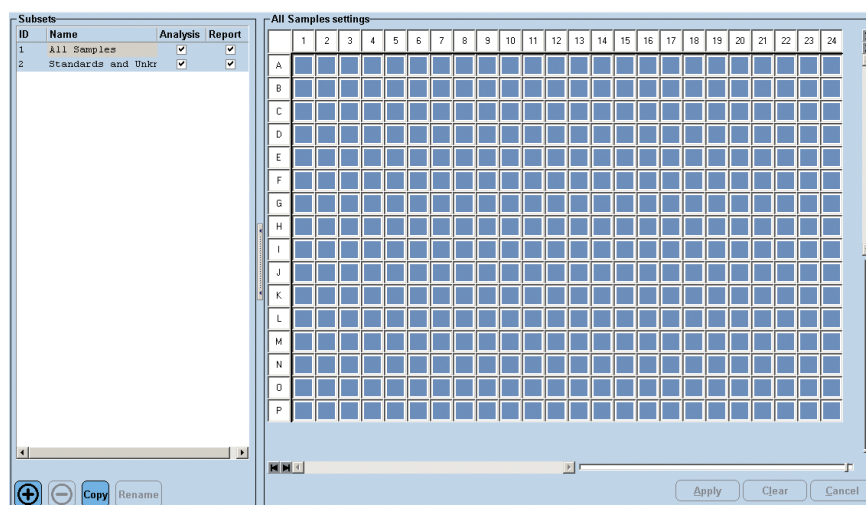 Subsets
ID Name Analysis Report
1 All Samples
2 Standards and Unkr
Copy Rename
All Samples settings
1 2 3 4 5 6 7 8 9 10 11 12 13 14 15 16 17 18 19 20 21 22 23 24
A
B
C
D
E
F
G
H
I
J
K
L
M
N
O
P
Apply Clear Cancel